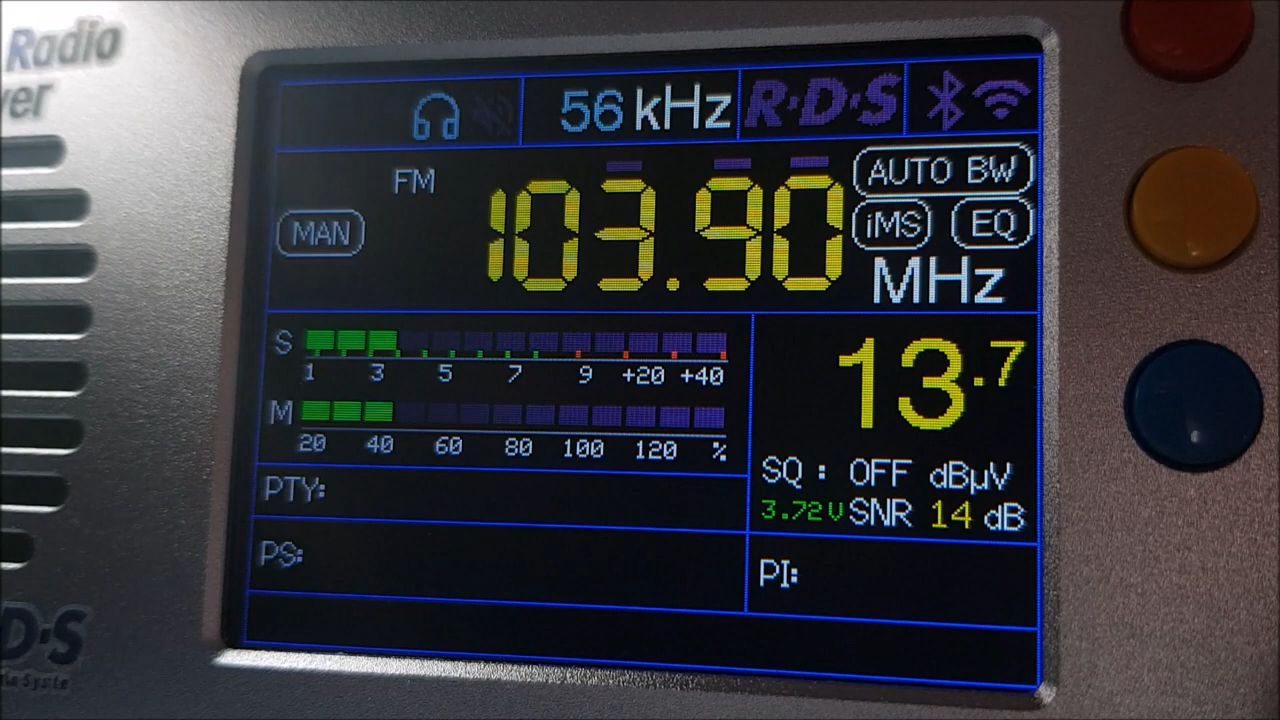 Radio
56 kHz R·D·S
FM
MAN
103.90
AUTO BW
iMS EQ
MHz
S
1 3 5 7 9 +20 +40
M
20 40 60 80 100 120 %
13.7
SQ : OFF dBµV
3.72V SNR 14 dB
PTY:
PS:
PI:
D·S